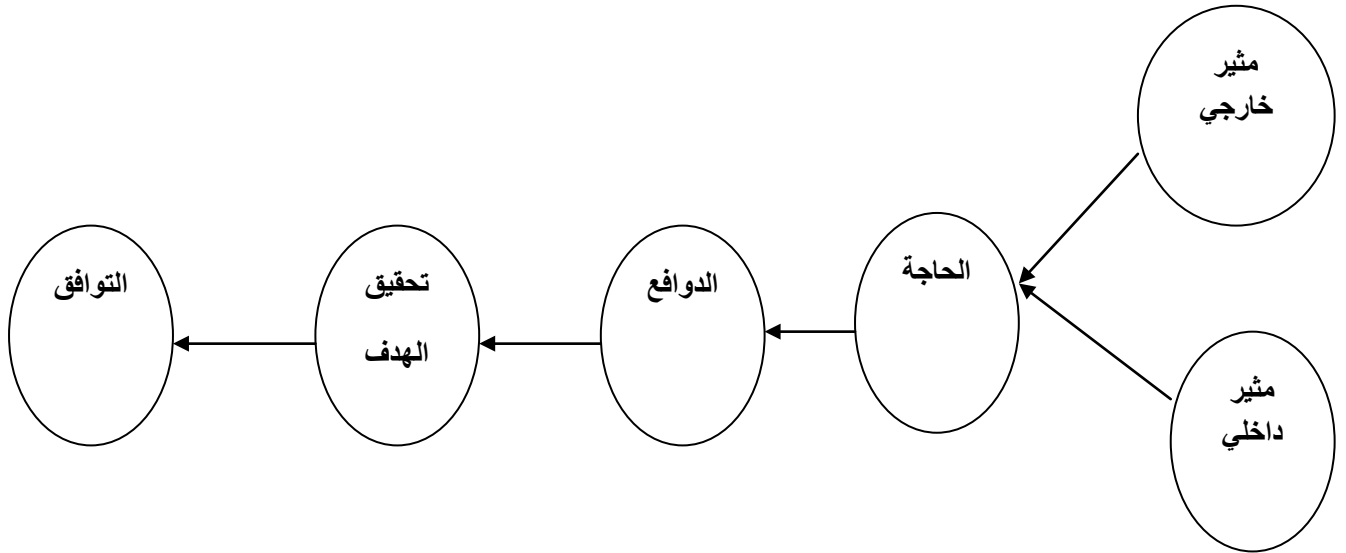 مثير
خارجي
مثير
داخلي
الحاجة
الدوافع
تحقيق
الهدف
التوافق